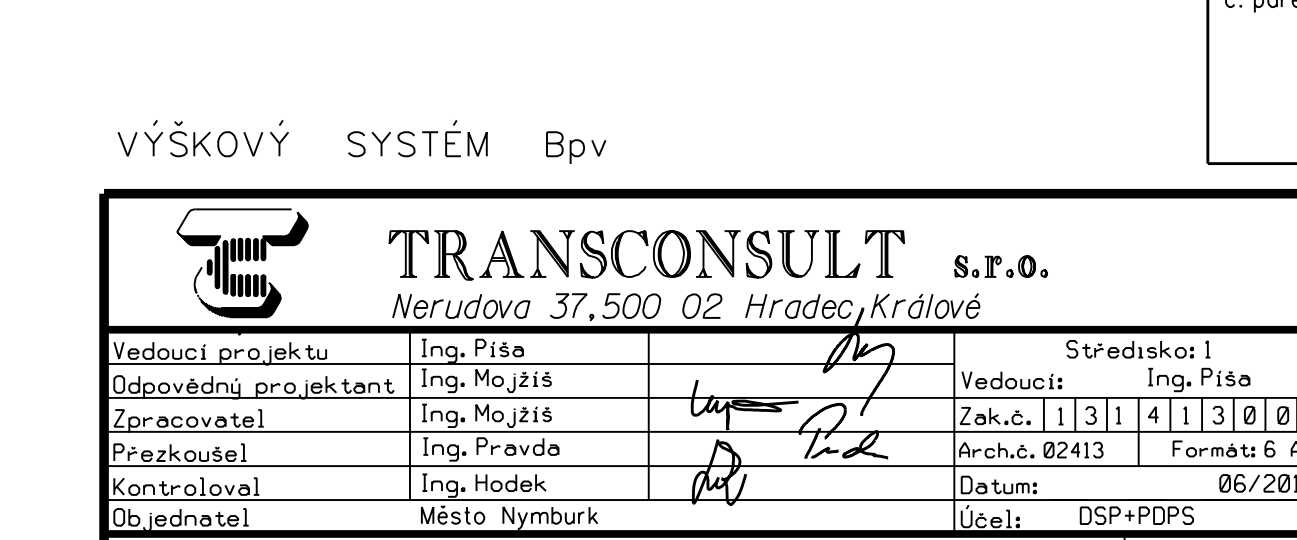 č. paré
VÝŠKOVÝ SYSTÉM Bpv
TRANSCONSULT s.r.o.
Nerudova 37,500 02 Hradec Králové
Vedoucí projektu Ing. Píša
Odpovědný projektant Ing. Mojžíš
Zpracovatel Ing. Mojžíš
Přezkoušel Ing. Pravda
Kontroloval Ing. Hodek
Objednatel Město Nymburk
Středisko: 1
Vedoucí: Ing. Píša
Zak.č. 1 3 1 4 1 3 0 0
Arch.č. 02413 Formát: 6 A
Datum: 06/201
Účel: DSP+PDPS